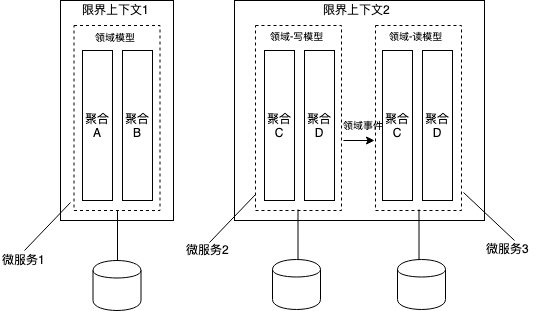 限界上下文1
领域模型
聚合
A
聚合
B
微服务1
限界上下文2
领域-写模型
聚合
C
聚合
D
领域事件
领域-读模型
聚合
C
聚合
D
微服务2
微服务3